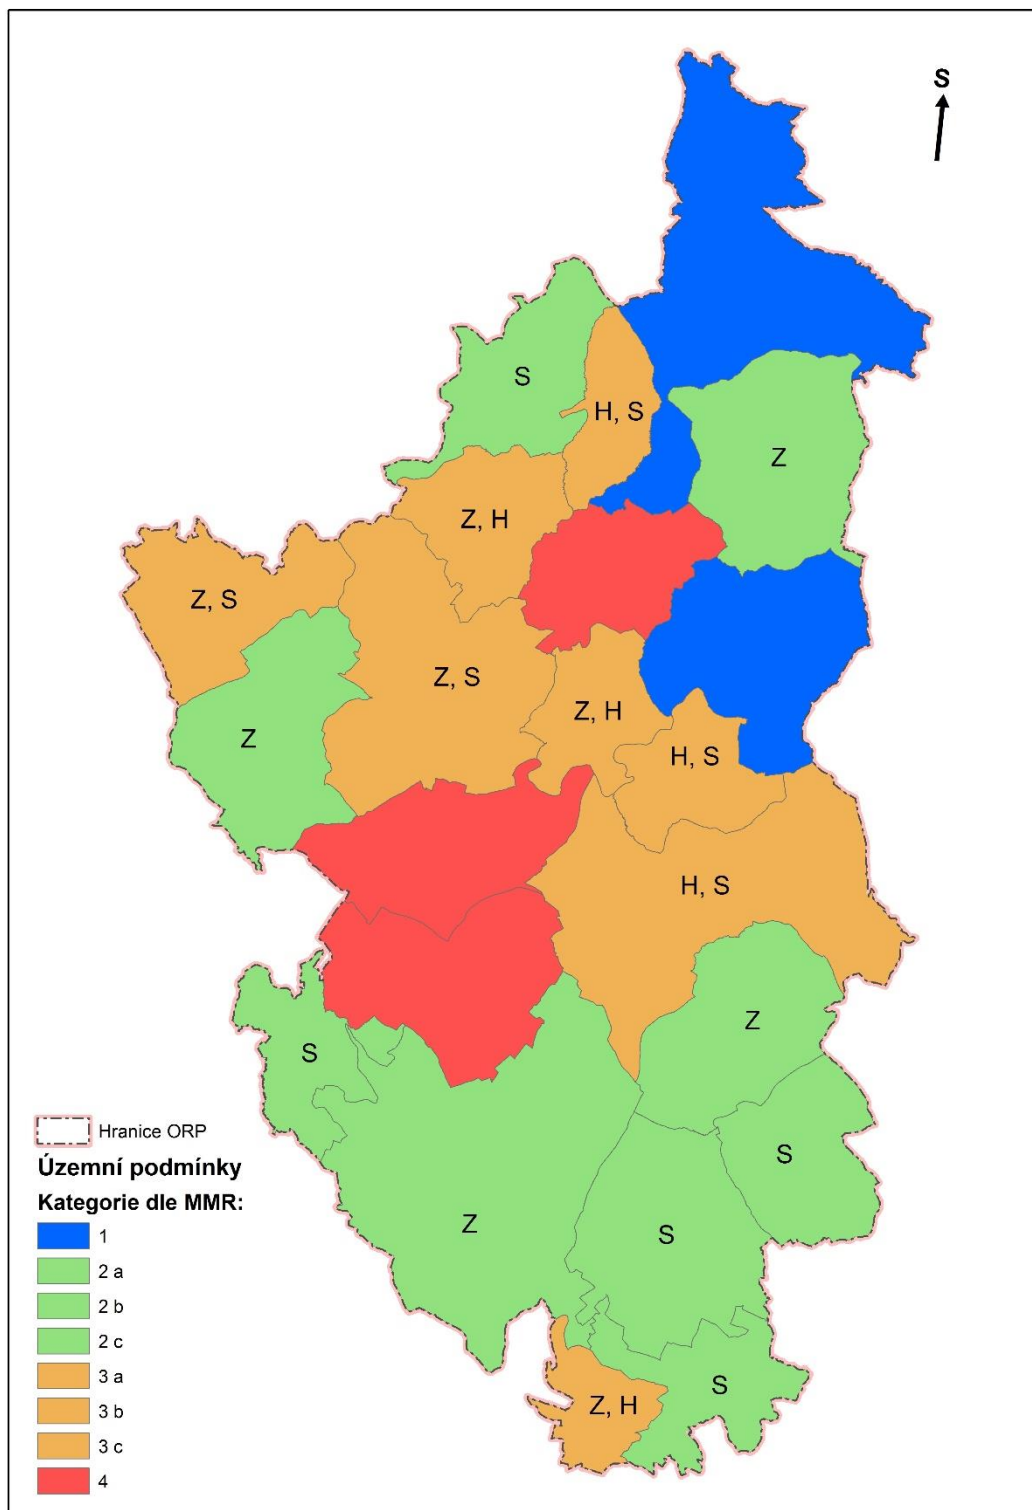 S
S
H, S
Z
Z, H
Z, S
Z, S
Z, H
Z
H, S
H, S
Z
S
S
Z
S
S
Z, H
Hranice ORP
Územní podmínky
Kategorie dle MMR:
1
2 a
2 b
2 c
3 a
3 b
3 c
4